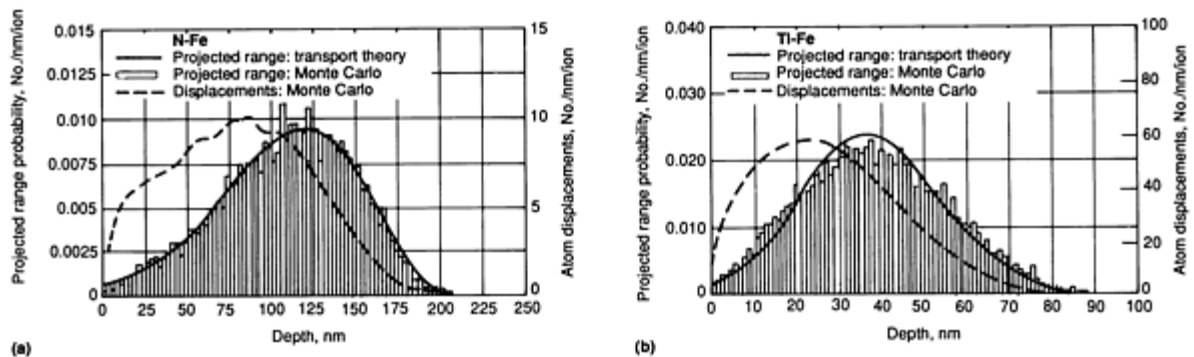 N-Fe
Projected range: transport theory
Projected range: Monte Carlo
Displacements: Monte Carlo
Projected range probability, No./nm/ion
0.015
0.0125
0.010
0.0075
0.005
0.0025
0
15
10
5
0
Atom displacements, No./nm/ion
0 25 50 75 100 125 150 175 200 225 250
Depth, nm
(a)
Ti-Fe
Projected range: transport theory
Projected range: Monte Carlo
Displacements: Monte Carlo
Projected range probability, No./nm/ion
0.040
0.030
0.020
0.010
0
100
80
60
40
20
0
Atom displacements, No./nm/ion
0 10 20 30 40 50 60 70 80 90 100
Depth, nm
(b)